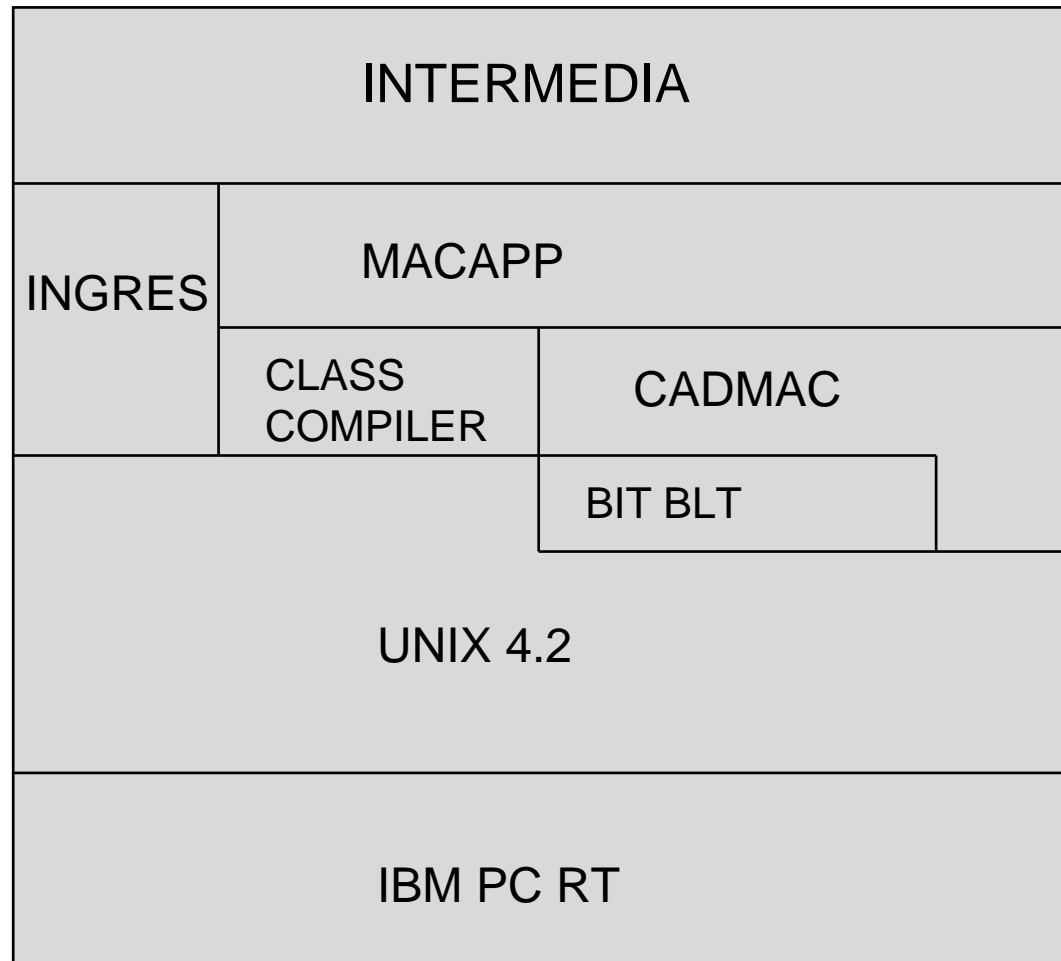 INTERMEDIA
INGRES
MACAPP
CLASS
COMPILER
CADMAC
BIT BLT
UNIX 4.2
IBM PC RT